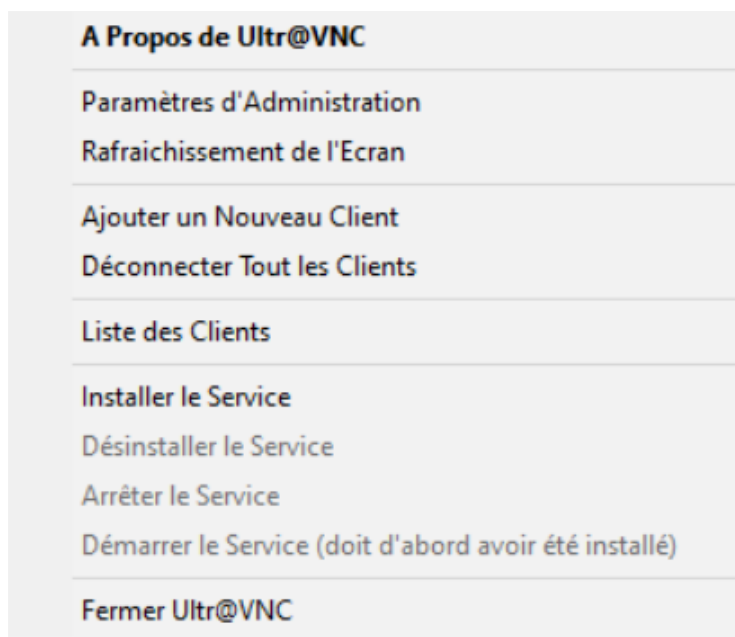 A Propos de Ultr@VNC
Paramètres d'Administration
Rafraichissement de l'Ecran
Ajouter un Nouveau Client
Déconnecter Tout les Clients
Liste des Clients
Installer le Service
Désinstaller le Service
Arrêter le Service
Démarrer le Service (doit d'abord avoir été installé)
Fermer Ultr@VNC